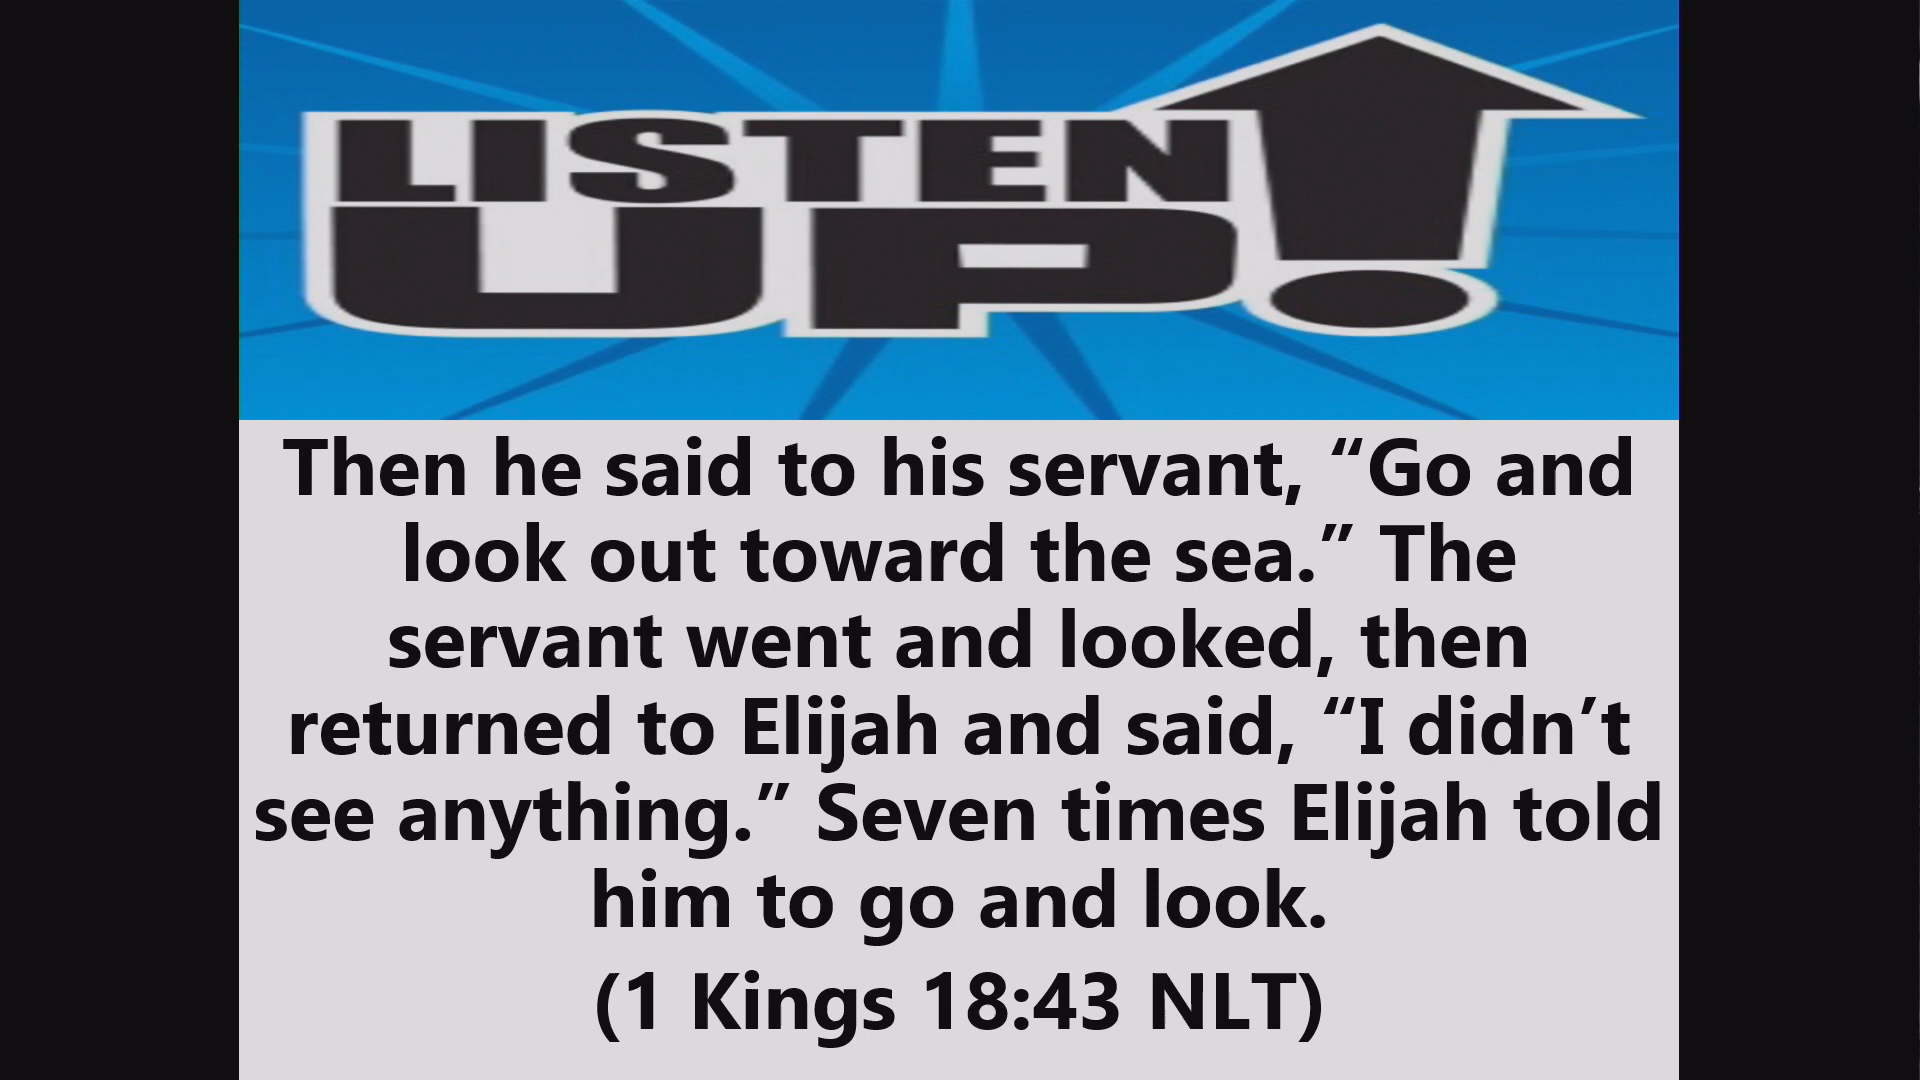 LISTEN
UP!
Then he said to his servant, “Go and
look out toward the sea.” The
servant went and looked, then
returned to Elijah and said, “I didn’t
see anything.” Seven times Elijah told
him to go and look.
(1 Kings 18:43 NLT)